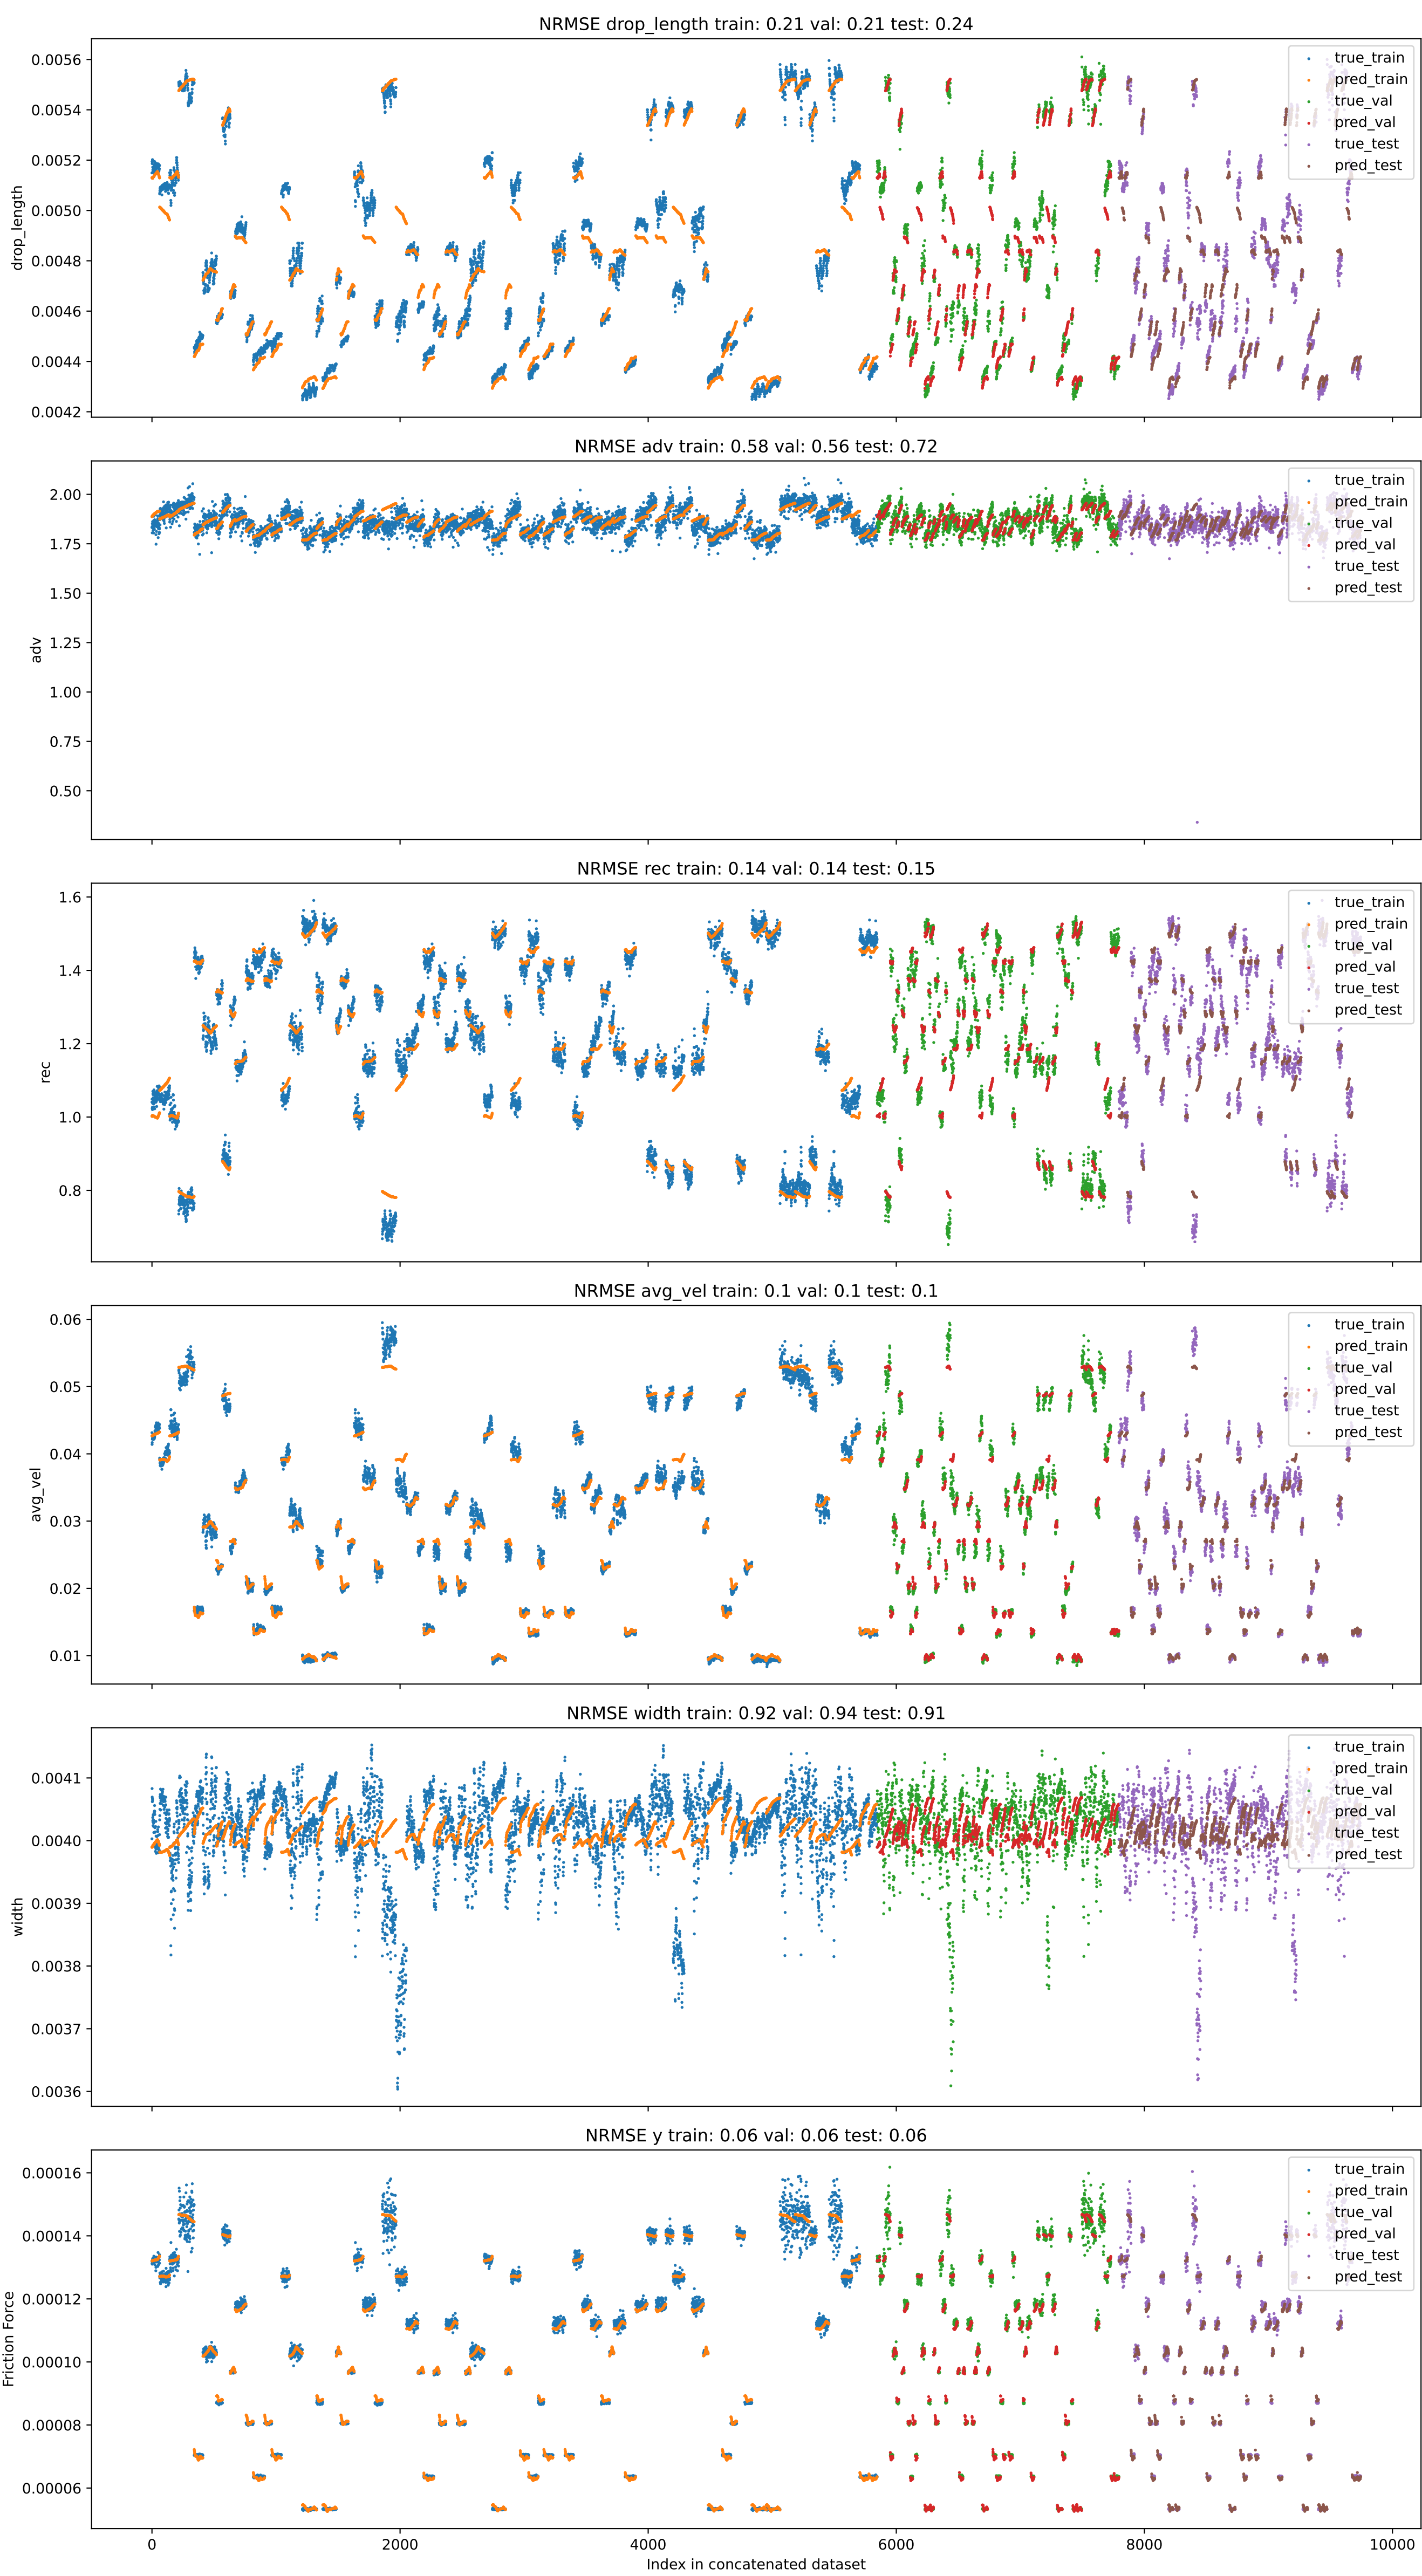 NRMSE drop_length train: 0.21 val: 0.21 test: 0.24
0.0056
0.0054
0.0052
0.0050
0.0048
0.0046
0.0044
0.0042
drop_length
true_train
pred_train
true_val
pred_val
true_test
pred_test
NRMSE adv train: 0.58 val: 0.56 test: 0.72
2.00
1.75
1.50
1.25
1.00
0.75
0.50
adv
true_train
pred_train
true_val
pred_val
true_test
pred_test
NRMSE rec train: 0.14 val: 0.14 test: 0.15
1.6
1.4
1.2
1.0
0.8
rec
true_train
pred_train
true_val
pred_val
true_test
pred_test
NRMSE avg_vel train: 0.1 val: 0.1 test: 0.1
0.06
0.05
0.04
0.03
0.02
0.01
avg_vel
true_train
pred_train
true_val
pred_val
true_test
pred_test
NRMSE width train: 0.92 val: 0.94 test: 0.91
0.0041
0.0040
0.0039
0.0038
0.0037
0.0036
width
true_train
pred_train
true_val
pred_val
true_test
pred_test
NRMSE y train: 0.06 val: 0.06 test: 0.06
0.00016
0.00014
0.00012
0.00010
0.00008
0.00006
Friction Force
true_train
pred_train
true_val
pred_val
true_test
pred_test
0 2000 4000 6000 8000 10000
Index in concatenated dataset